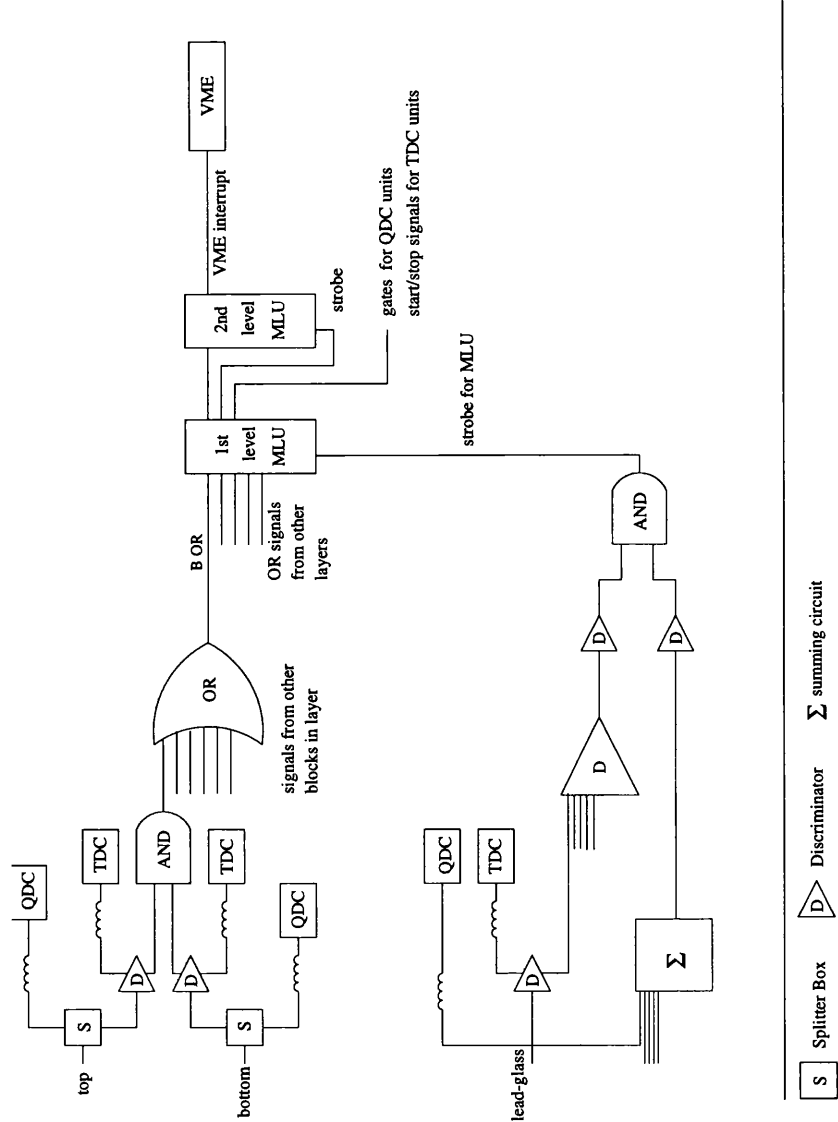 top
S
QDC
D
TDC
AND
D
TDC
bottom
S
QDC
OR
signals from other
blocks in layer
B OR
OR signals
from other
layers
1st
level
MLU
2nd
level
MLU
VME interrupt
VME
strobe
gates for QDC units
start/stop signals for TDC units
strobe for MLU
lead-glass
QDC
TDC
D
D
D
D
Σ
AND
S Splitter Box
D Discriminator
Σ summing circuit